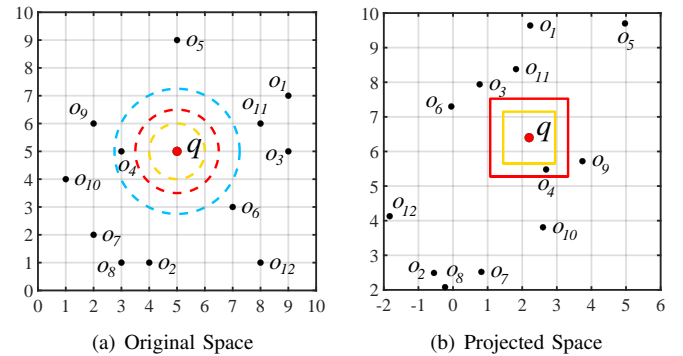 10
9
8
7
6
5
4
3
2
1
0
0 1 2 3 4 5 6 7 8 9 10
o5
o1
o9
o11
q
o4
o3
o10
o6
o7
o8 o2 o12
(a) Original Space
10
9
8
7
6
5
4
3
2
-2 -1 0 1 2 3 4 5 6
o1
o5
o11
o3
o6
q
o9
o4
o12
o10
o2 o8 o7
(b) Projected Space